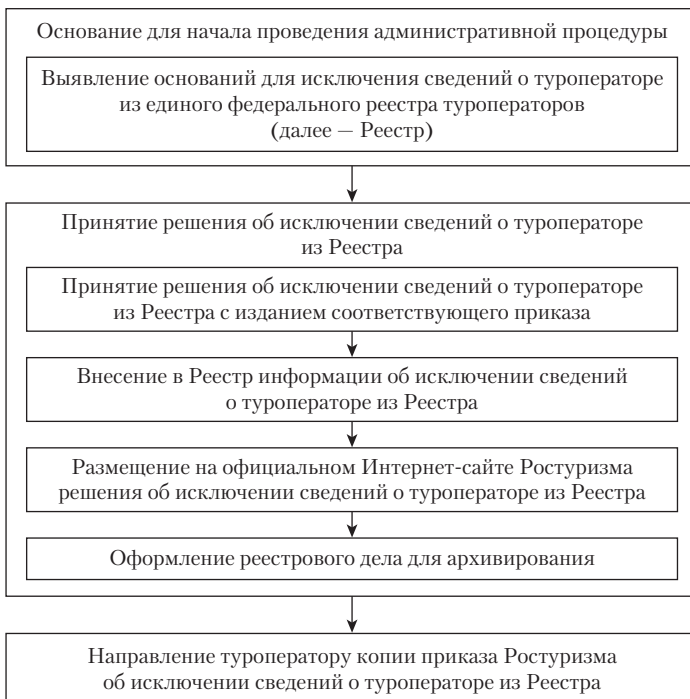 Основание для начала проведения административной процедуры
Выявление оснований для исключения сведений о туроператоре
из единого федерального реестра туроператоров
(далее — Реестр)
Принятие решения об исключении сведений о туроператоре
из Реестра
Принятие решения об исключении сведений о туроператоре
из Реестра с изданием соответствующего приказа
Внесение в Реестр информации об исключении сведений
о туроператоре из Реестра
Размещение на официальном Интернет-сайте Ростуризма
решения об исключении сведений о туроператоре из Реестра
Оформление реестрового дела для архивирования
Направление туроператору копии приказа Ростуризма
об исключении сведений о туроператоре из Реестра